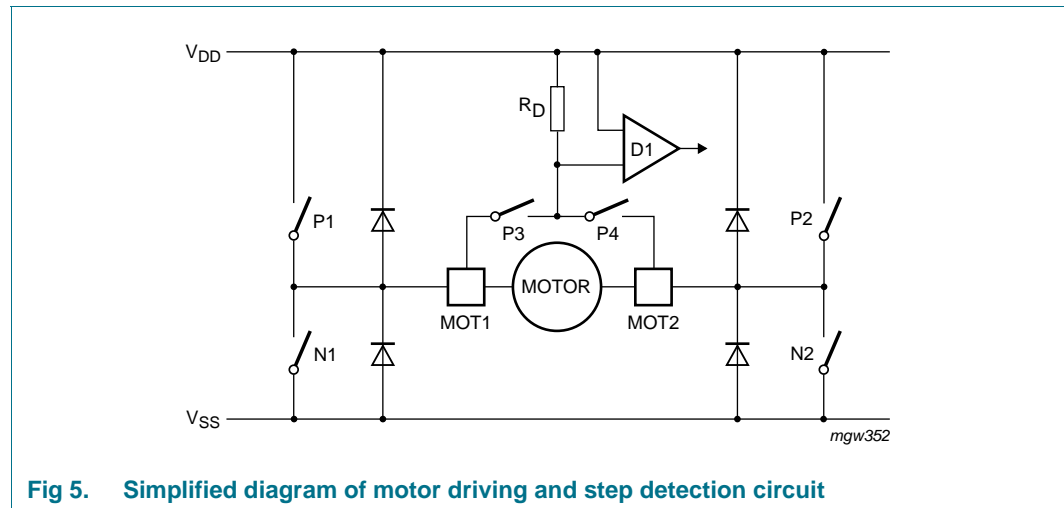 VDD
RD
D1
P1
P3
P4
P2
MOTOR
MOT1
MOT2
N1
N2
VSS
mgw352
Fig 5. Simplified diagram of motor driving and step detection circuit